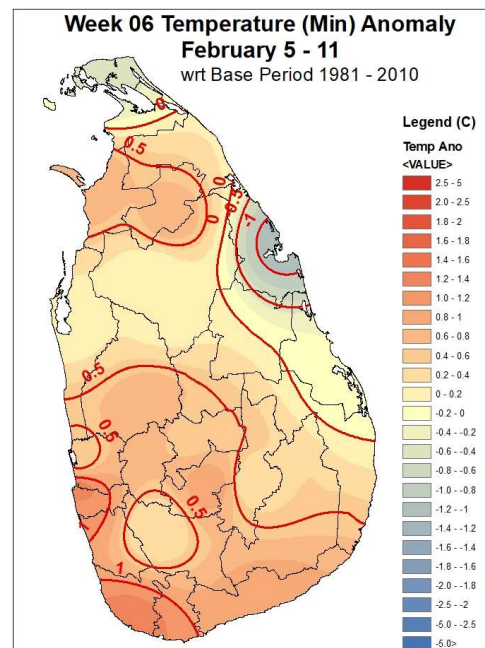 Week 06 Temperature (Min) Anomaly
February 5 - 11
wrt Base Period 1981 - 2010
Legend (C)
Temp Ano
<VALUE>
2.5 - 5
2.0 - 2.5
1.8 - 2
1.6 - 1.8
1.4 - 1.6
1.2 - 1.4
1.0 - 1.2
0.8 - 1
0.6 - 0.8
0.4 - 0.6
0.2 - 0.4
0 - 0.2
-0.2 - 0
-0.4 - -0.2
-0.6 - -0.4
-0.8 - -0.6
-1.0 - -0.8
-1.2 - -1
-1.4 - -1.2
-1.6 - -1.4
-1.8 - -1.6
-2.0 - -1.8
-2.5 - -2
-5.0 - -2.5
-5.0>
0
0.5
0
0
-0.5
-1
0.5
0.5
1
0.5
1